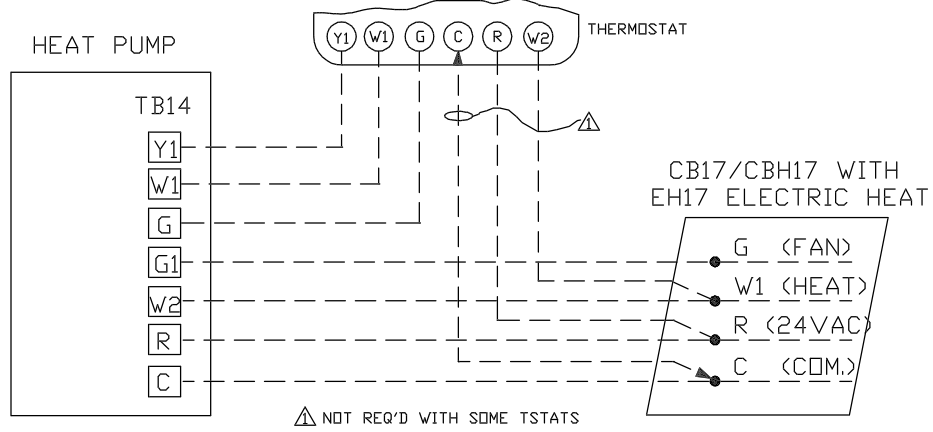 Y1 W1 G C R W2
THERMOSTAT
HEAT PUMP
TB14
1
Y1
W1
G
G1
W2
R
C
CB17/CBH17 WITH
EH17 ELECTRIC HEAT
G (FAN)
W1 (HEAT)
R (24VAC)
C (COM.)
1 NOT REQ'D WITH SOME TSTATS